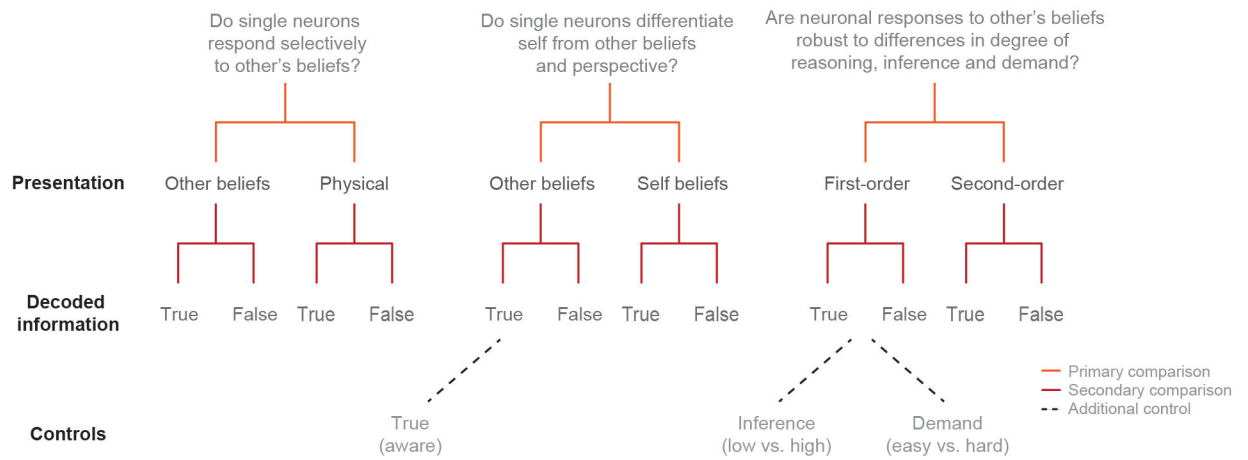 Do single neurons
respond selectively
to other's beliefs?
Do single neurons differentiate
self from other beliefs
and perspective?
Are neuronal responses to other's beliefs
robust to differences in degree of
reasoning, inference and demand?
Presentation
Other beliefs
Physical
Other beliefs
Self beliefs
First-order
Second-order
Decoded
information
True
False
True
False
True
False
True
False
True
False
True
False
Primary comparison
Secondary comparison
Additional control
Controls
True
(aware)
Inference
(low vs. high)
Demand
(easy vs. hard)